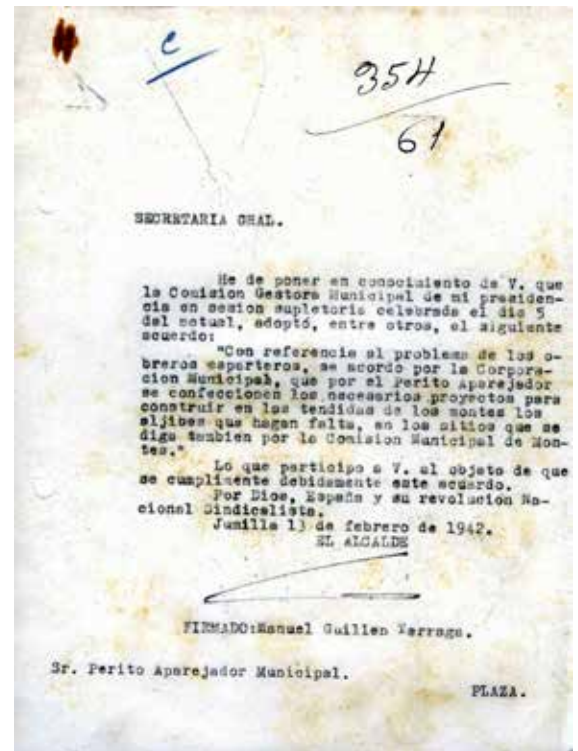 e
354
61
SECRETARIA GRAL.
He de poner en conocimiento de V. que
la Comision Gestora Municipal de mi presiden-
cia en sesion supletoria celebrada el dia 5
del actual, adoptó, entre otros, el siguiente
acuerdo:
"Con referencia al problema de los o-
breros esparteros, se acordo por la Corpora-
cion Municipal, que por el Perito Aparejador
se confeccionen los necesarios proyectos para
construir en las tendidas de los montes los
aljibes que hagan falta, en los sitios que se
diga tambien por la Comision Municipal de Mon-
tes."
Lo que participo a V. al objeto de que
se cumplimente debidamente este acuerdo.
Por Dios, España y su revolucion Na-
cional Sindicalista.
Jumilla 13 de febrero de 1942.
EL ALCALDE
FIRMADO:Manuel Guillen
Sr. Perito Aparejador Municipal.
PLAZA.